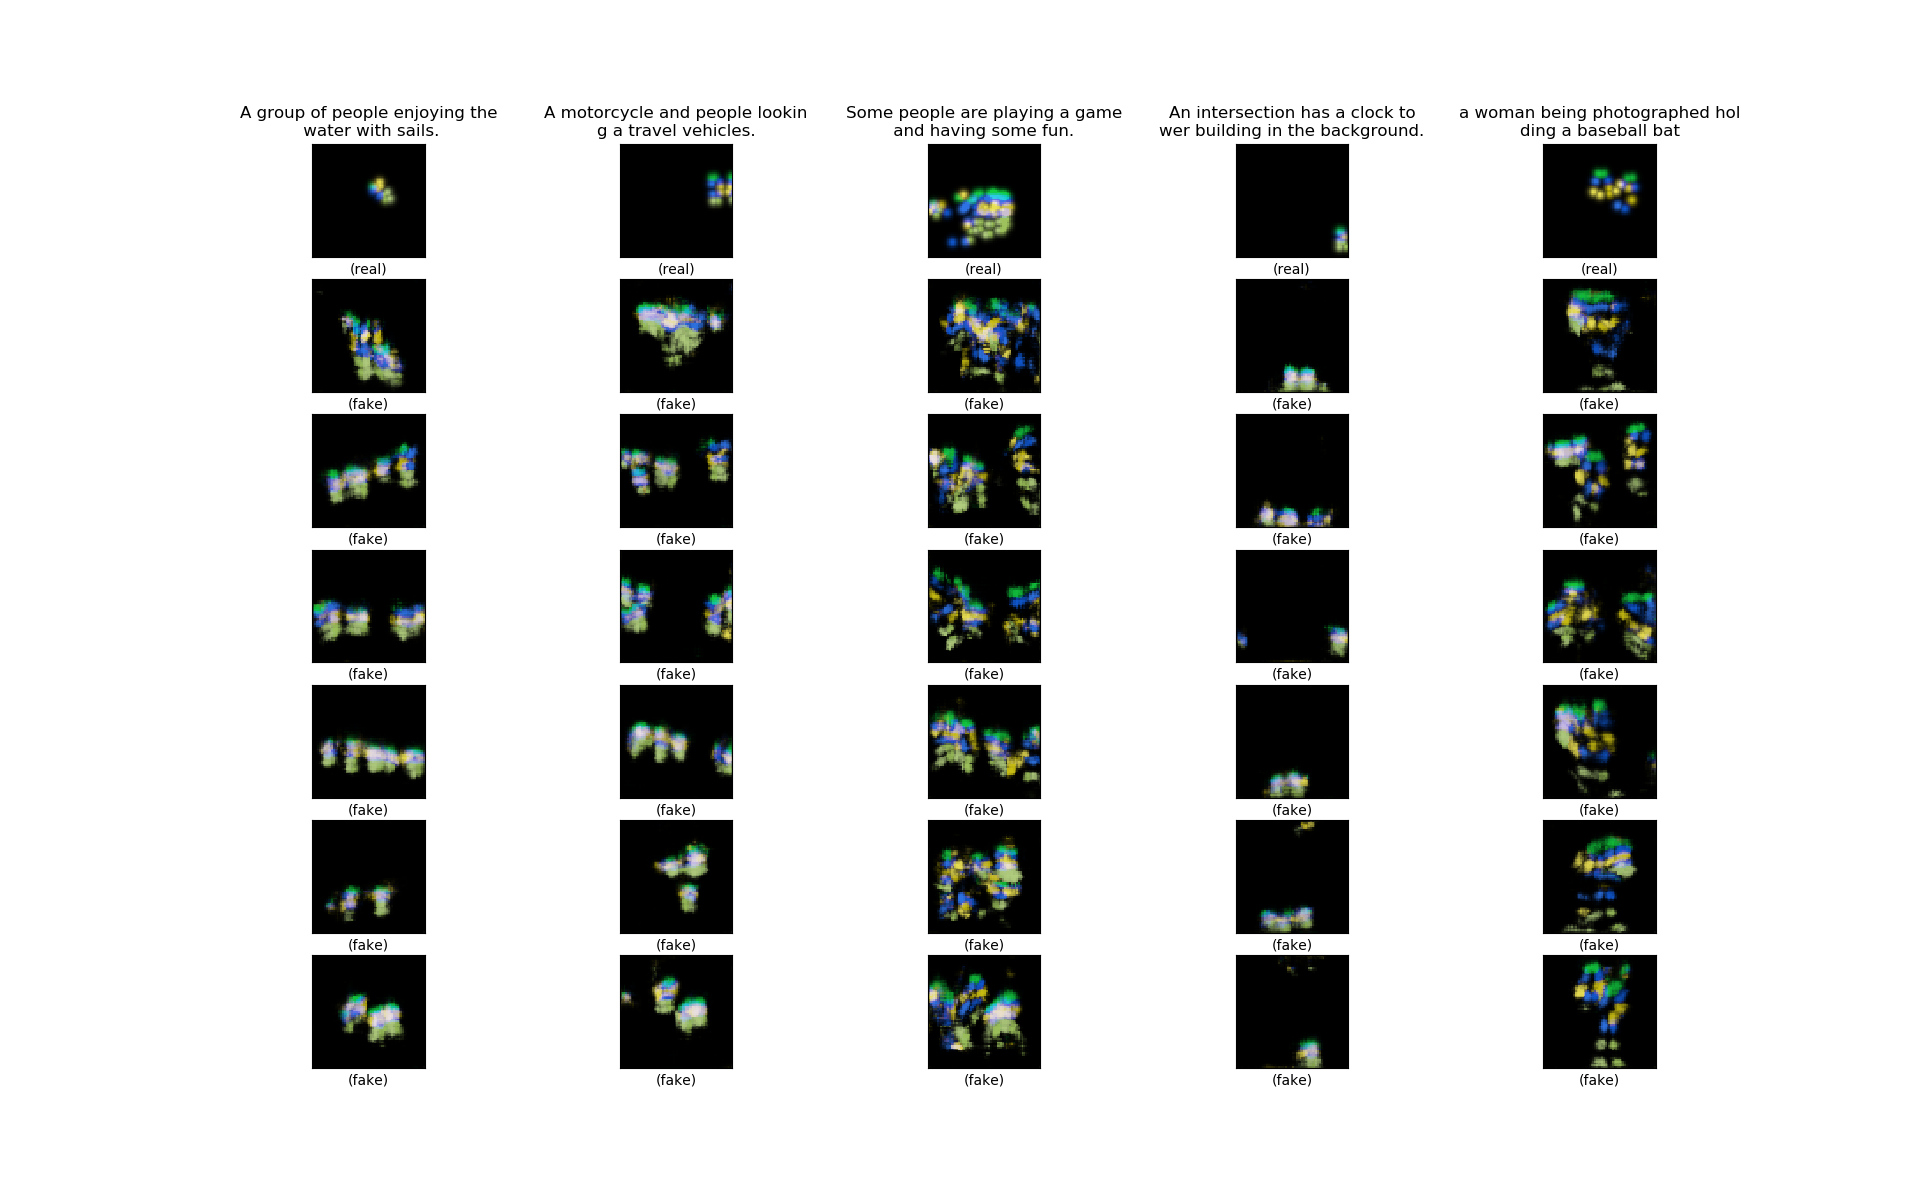 A group of people enjoying the
water with sails.
A motorcycle and people lookin
g a travel vehicles.
Some people are playing a game
and having some fun.
An intersection has a clock to
wer building in the background.
a woman being photographed hol
ding a baseball bat
(real) (real) (real) (real) (real)
(fake) (fake) (fake) (fake) (fake)
(fake) (fake) (fake) (fake) (fake)
(fake) (fake) (fake) (fake) (fake)
(fake) (fake) (fake) (fake) (fake)
(fake) (fake) (fake) (fake) (fake)
(fake) (fake) (fake) (fake) (fake)